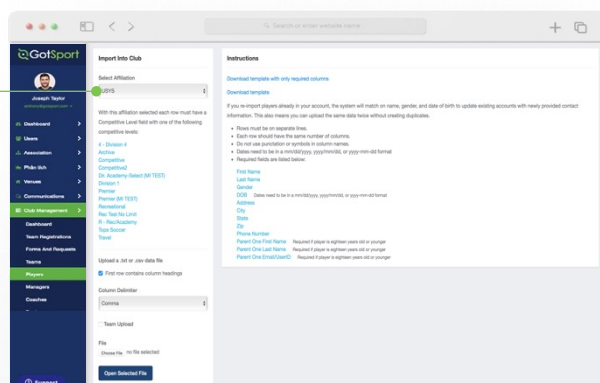 Search or enter website name
GotSport
Joseph Taylor
Dashboard
Users
Association
Phân tích
Venues
Communications
Club Management
Dashboard
Team Registrations
Forms And Requests
Teams
Players
Managers
Coaches
Support
Import Into Club
Select Affiliation
USYS
With this affiliation selected each row must have a
Competitive Level field with one of the following
competitive levels:
4 - Division 4
Archive
Competitive
Competitive2
Dir. Academy-Select (MI TEST)
Division 1
Premier
Premier (MI TEST)
Recreational
Rec Test No Limit
R - Rec/Academy
Tops Soccer
Travel
Upload a .txt or .csv data file
First row contains column headings
Column Delimiter
Comma
Team Upload
File
Choose File no file selected
Open Selected File
Instructions
Download template with only required columns
Download template
If you re-import players already in your account, the system will match on name, gender, and date of birth to update existing accounts with newly provided contact
information. This also means you can upload the same data twice without creating duplicates.
• Rows must be on separate lines.
• Each row should have the same number of columns.
• Do not use punctuation or symbols in column names.
• Dates need to be in a mm/dd/yyyy, yyyy/mm/dd, or yyyy-mm-dd format
• Required fields are listed below:
First Name
Last Name
Gender
DOB Dates need to be in a mm/dd/yyyy, yyyy/mm/dd, or yyyy-mm-dd format
Address
City
State
Zip
Phone Number
Parent One First Name Required if player is eighteen years old or younger
Parent One Last Name Required if player is eighteen years old or younger
Parent One Email/UserID Required if player is eighteen years old or younger